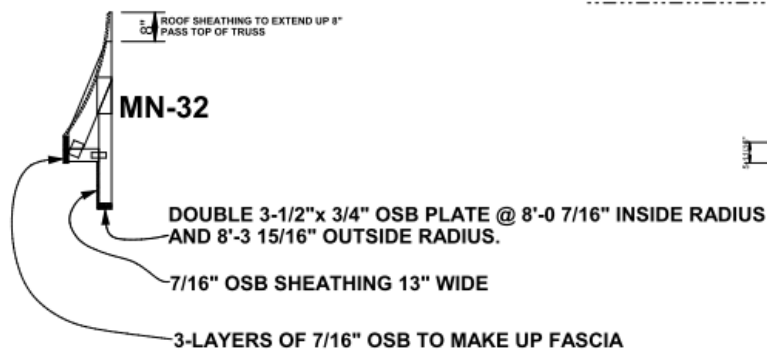 8"
ROOF SHEATHING TO EXTEND UP 8"
PASS TOP OF TRUSS
MN-32
DOUBLE 3-1/2"x 3/4" OSB PLATE @ 8'-0 7/16" INSIDE RADIUS
AND 8'-3 15/16" OUTSIDE RADIUS.
7/16" OSB SHEATHING 13" WIDE
3-LAYERS OF 7/16" OSB TO MAKE UP FASCIA